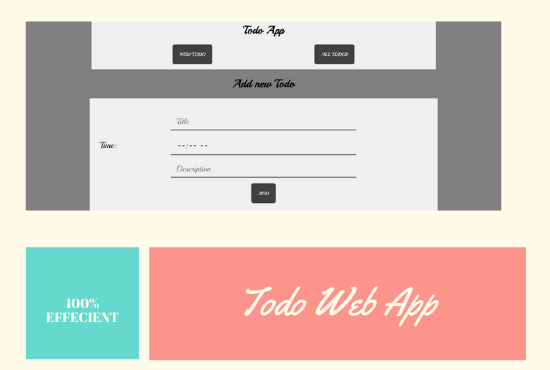 Todo App
NEW TODO ALL TODOS
Add new Todo
Title
Time: --:-- --
Description
ADD
100%
EFFECIENT
Todo Web App